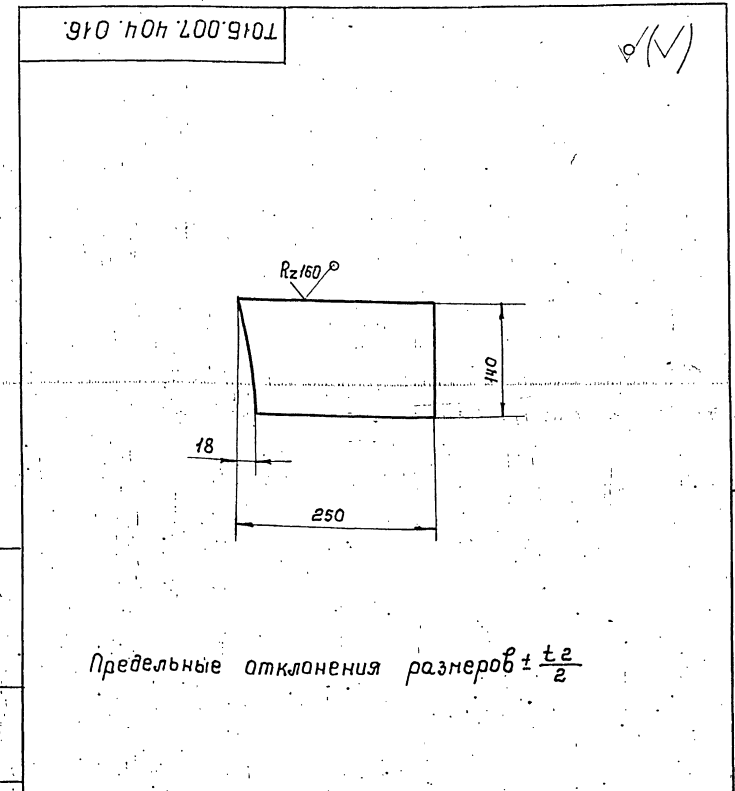 Т016.007.404.016.
Rz160
140
18
250
Предельные отклонения размеров ± t2/2